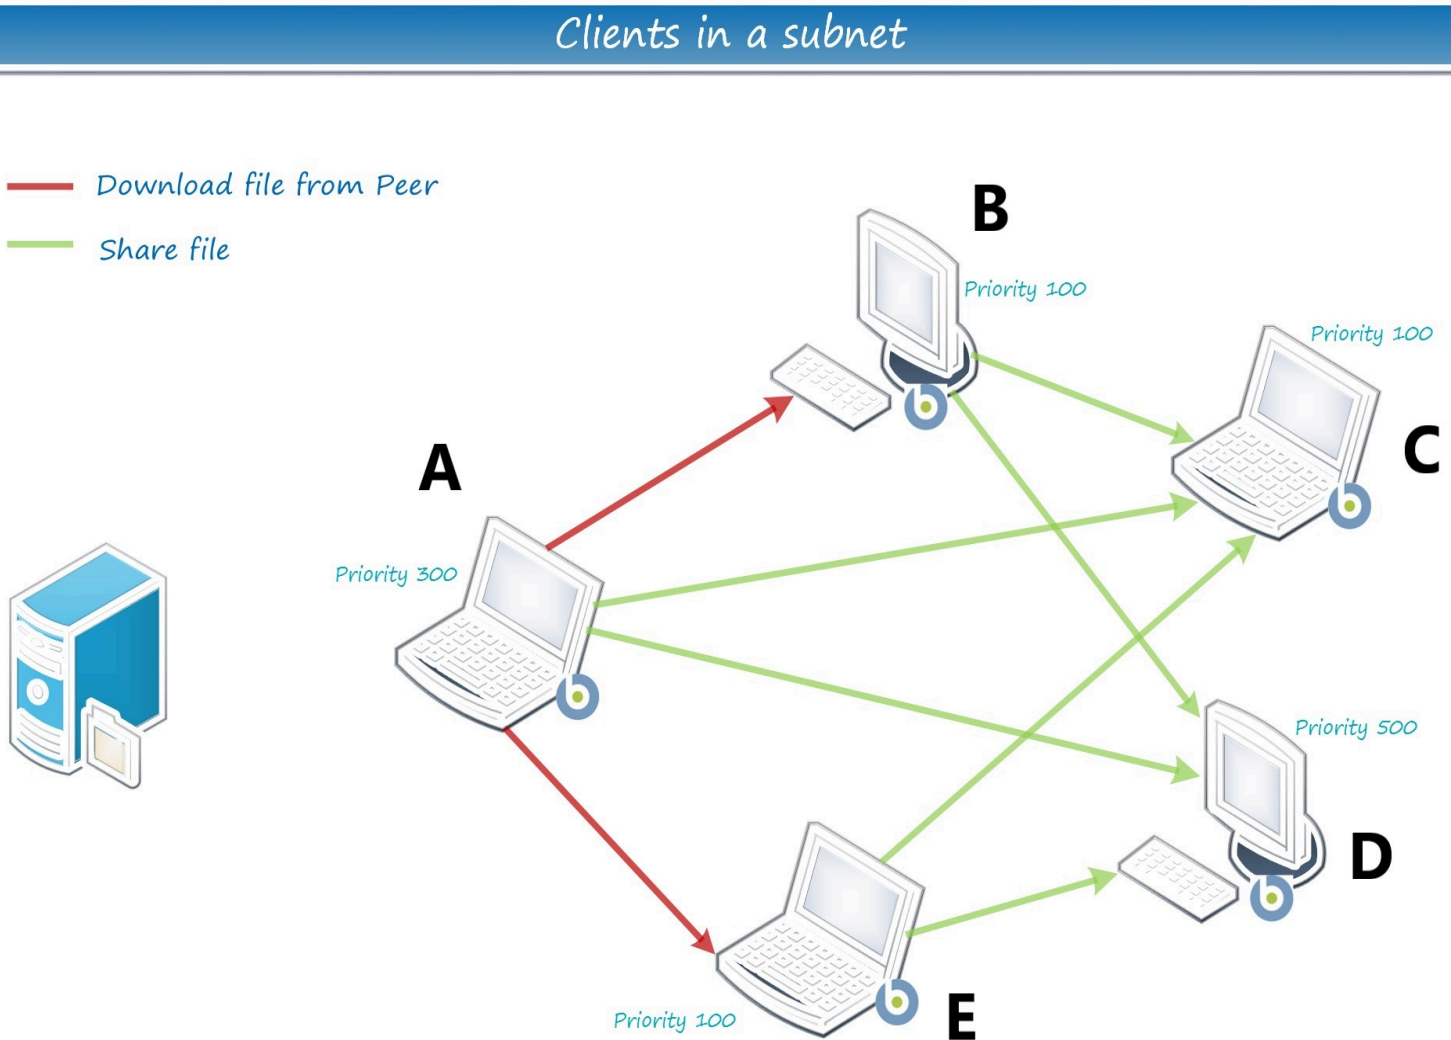 Clients in a subnet
Download file from Peer
Share file
B
Priority 100
Priority 100
C
A
Priority 300
Priority 500
D
Priority 100
E